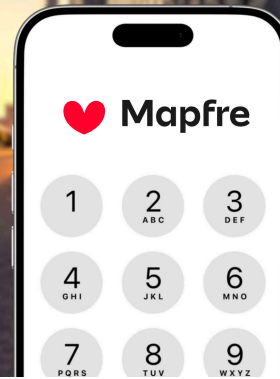 Mapfre
1 2 3
ABC DEF
4 5 6
GHI JKL MNO
7 8 9
PQRS TUV WXYZ